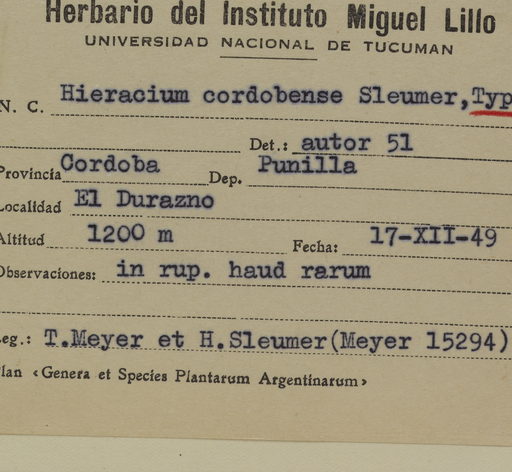 Herbario del Instituto Miguel Lillo
UNIVERSIDAD NACIONAL DE TUCUMAN
N. C. Hieracium cordobense Sleumer, Typ
Det.: autor 51
Provincia Cordoba Dep. Punilla
Localidad El Durazno
Altitud 1200 m Fecha: 17-XII-49
Observaciones: in rup. haud rarum
Leg.: T.Meyer et H.Sleumer(Meyer 15294)
Plan «Genera et Species Plantarum Argentinarum»